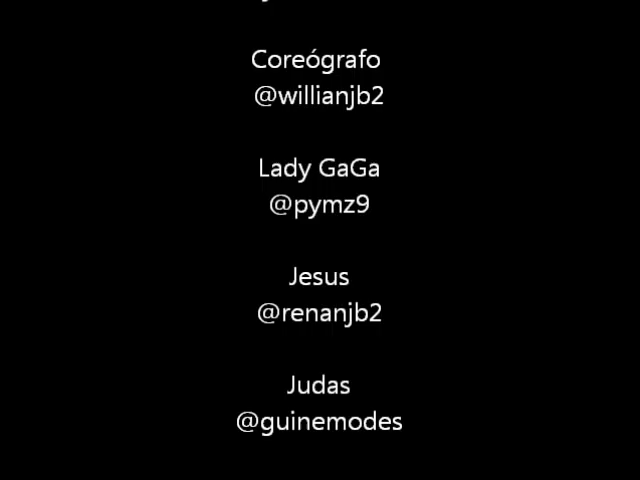 Coreógrafo
@willianjb2
Lady GaGa
@pymz9
Jesus
@renanjb2
Judas
@guinemodes